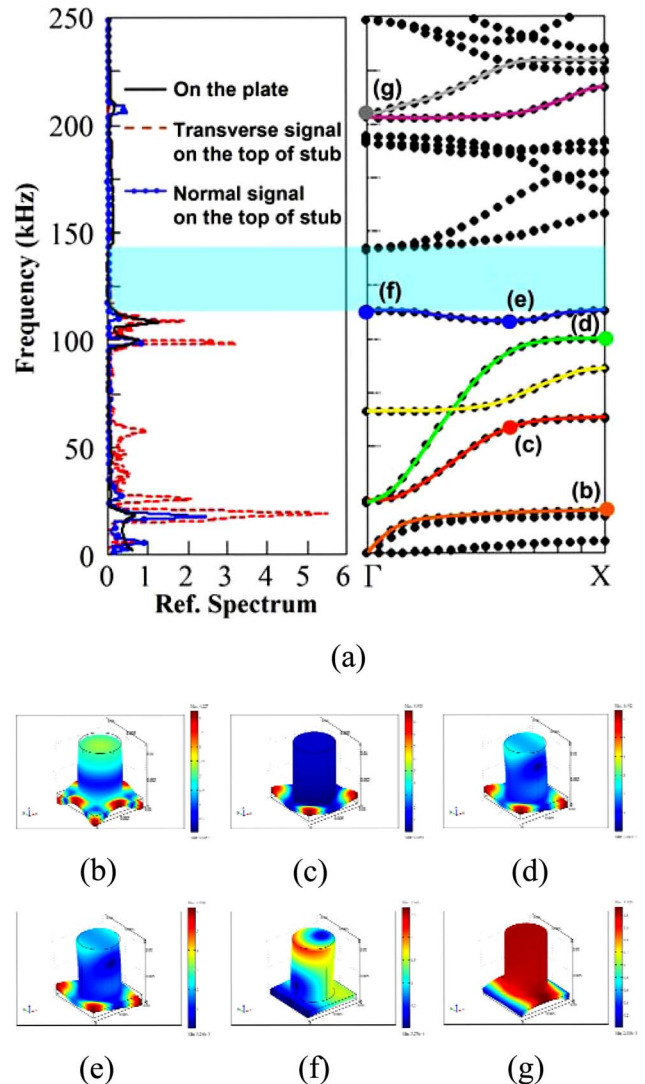 250
200
150
100
50
0
Frequency (kHz)
On the plate
Transverse signal
on the top of stub
Normal signal
on the top of stub
0 1 2 3 4 5 6
Ref. Spectrum
(g)
(f)
(e)
(d)
(c)
(b)
Γ X
(a)
(b) (c) (d)
(e) (f) (g)